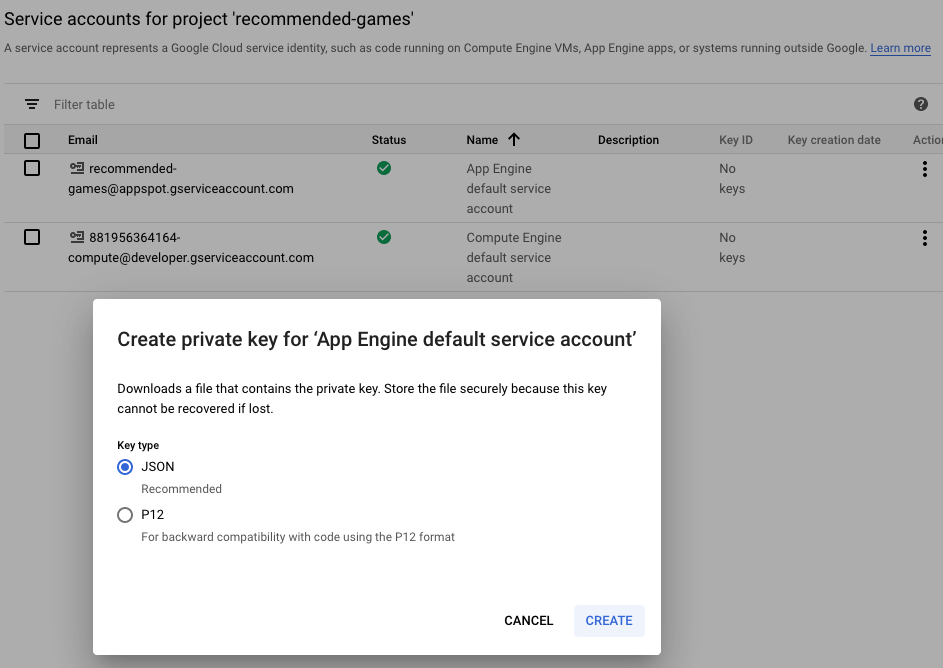 Service accounts for project 'recommended-games'
A service account represents a Google Cloud service identity, such as code running on Compute Engine VMs, App Engine apps, or systems running outside Google. Learn more
Filter table
Email Status Name Description Key ID Key creation date Actio
recommended- App Engine No
games@appspot.gserviceaccount.com default service keys
account
881956364164- Compute Engine No
compute@developer.gserviceaccount.com default service keys
account
Create private key for ‘App Engine default service account’
Downloads a file that contains the private key. Store the file securely because this key
cannot be recovered if lost.
Key type
JSON
Recommended
P12
For backward compatibility with code using the P12 format
CANCEL CREATE